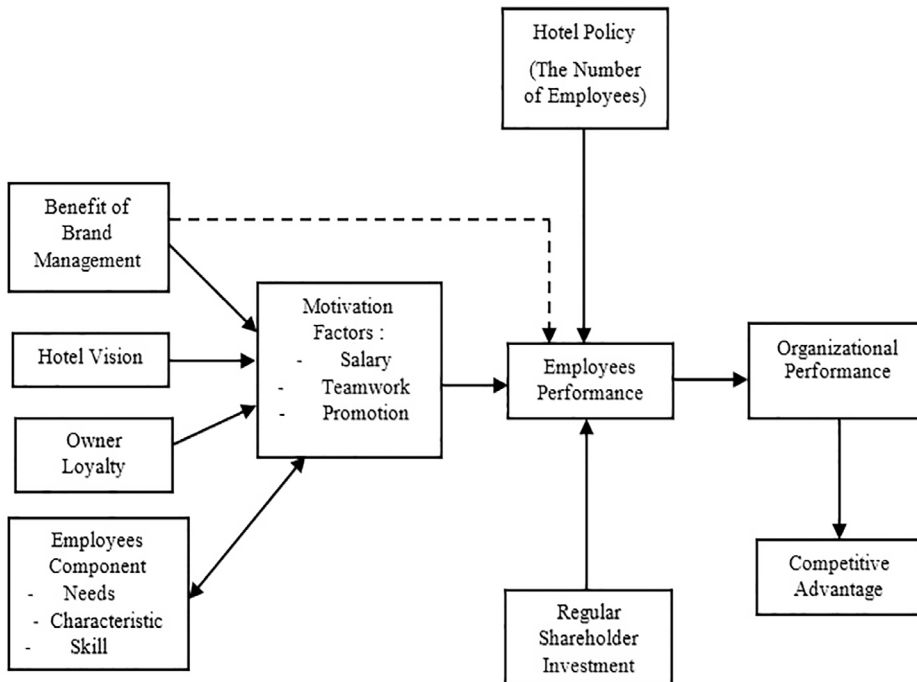 Hotel Policy
(The Number
of Employees)
Benefit of
Brand
Management
Hotel Vision
Owner
Loyalty
Employees
Component
- Needs
- Characteristic
- Skill
Motivation
Factors :
- Salary
- Teamwork
- Promotion
Employees
Performance
Regular
Shareholder
Investment
Organizational
Performance
Competitive
Advantage